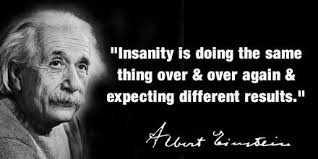 "Insanity is doing the same
thing over & over again &
expecting different results."
Albert Einstein